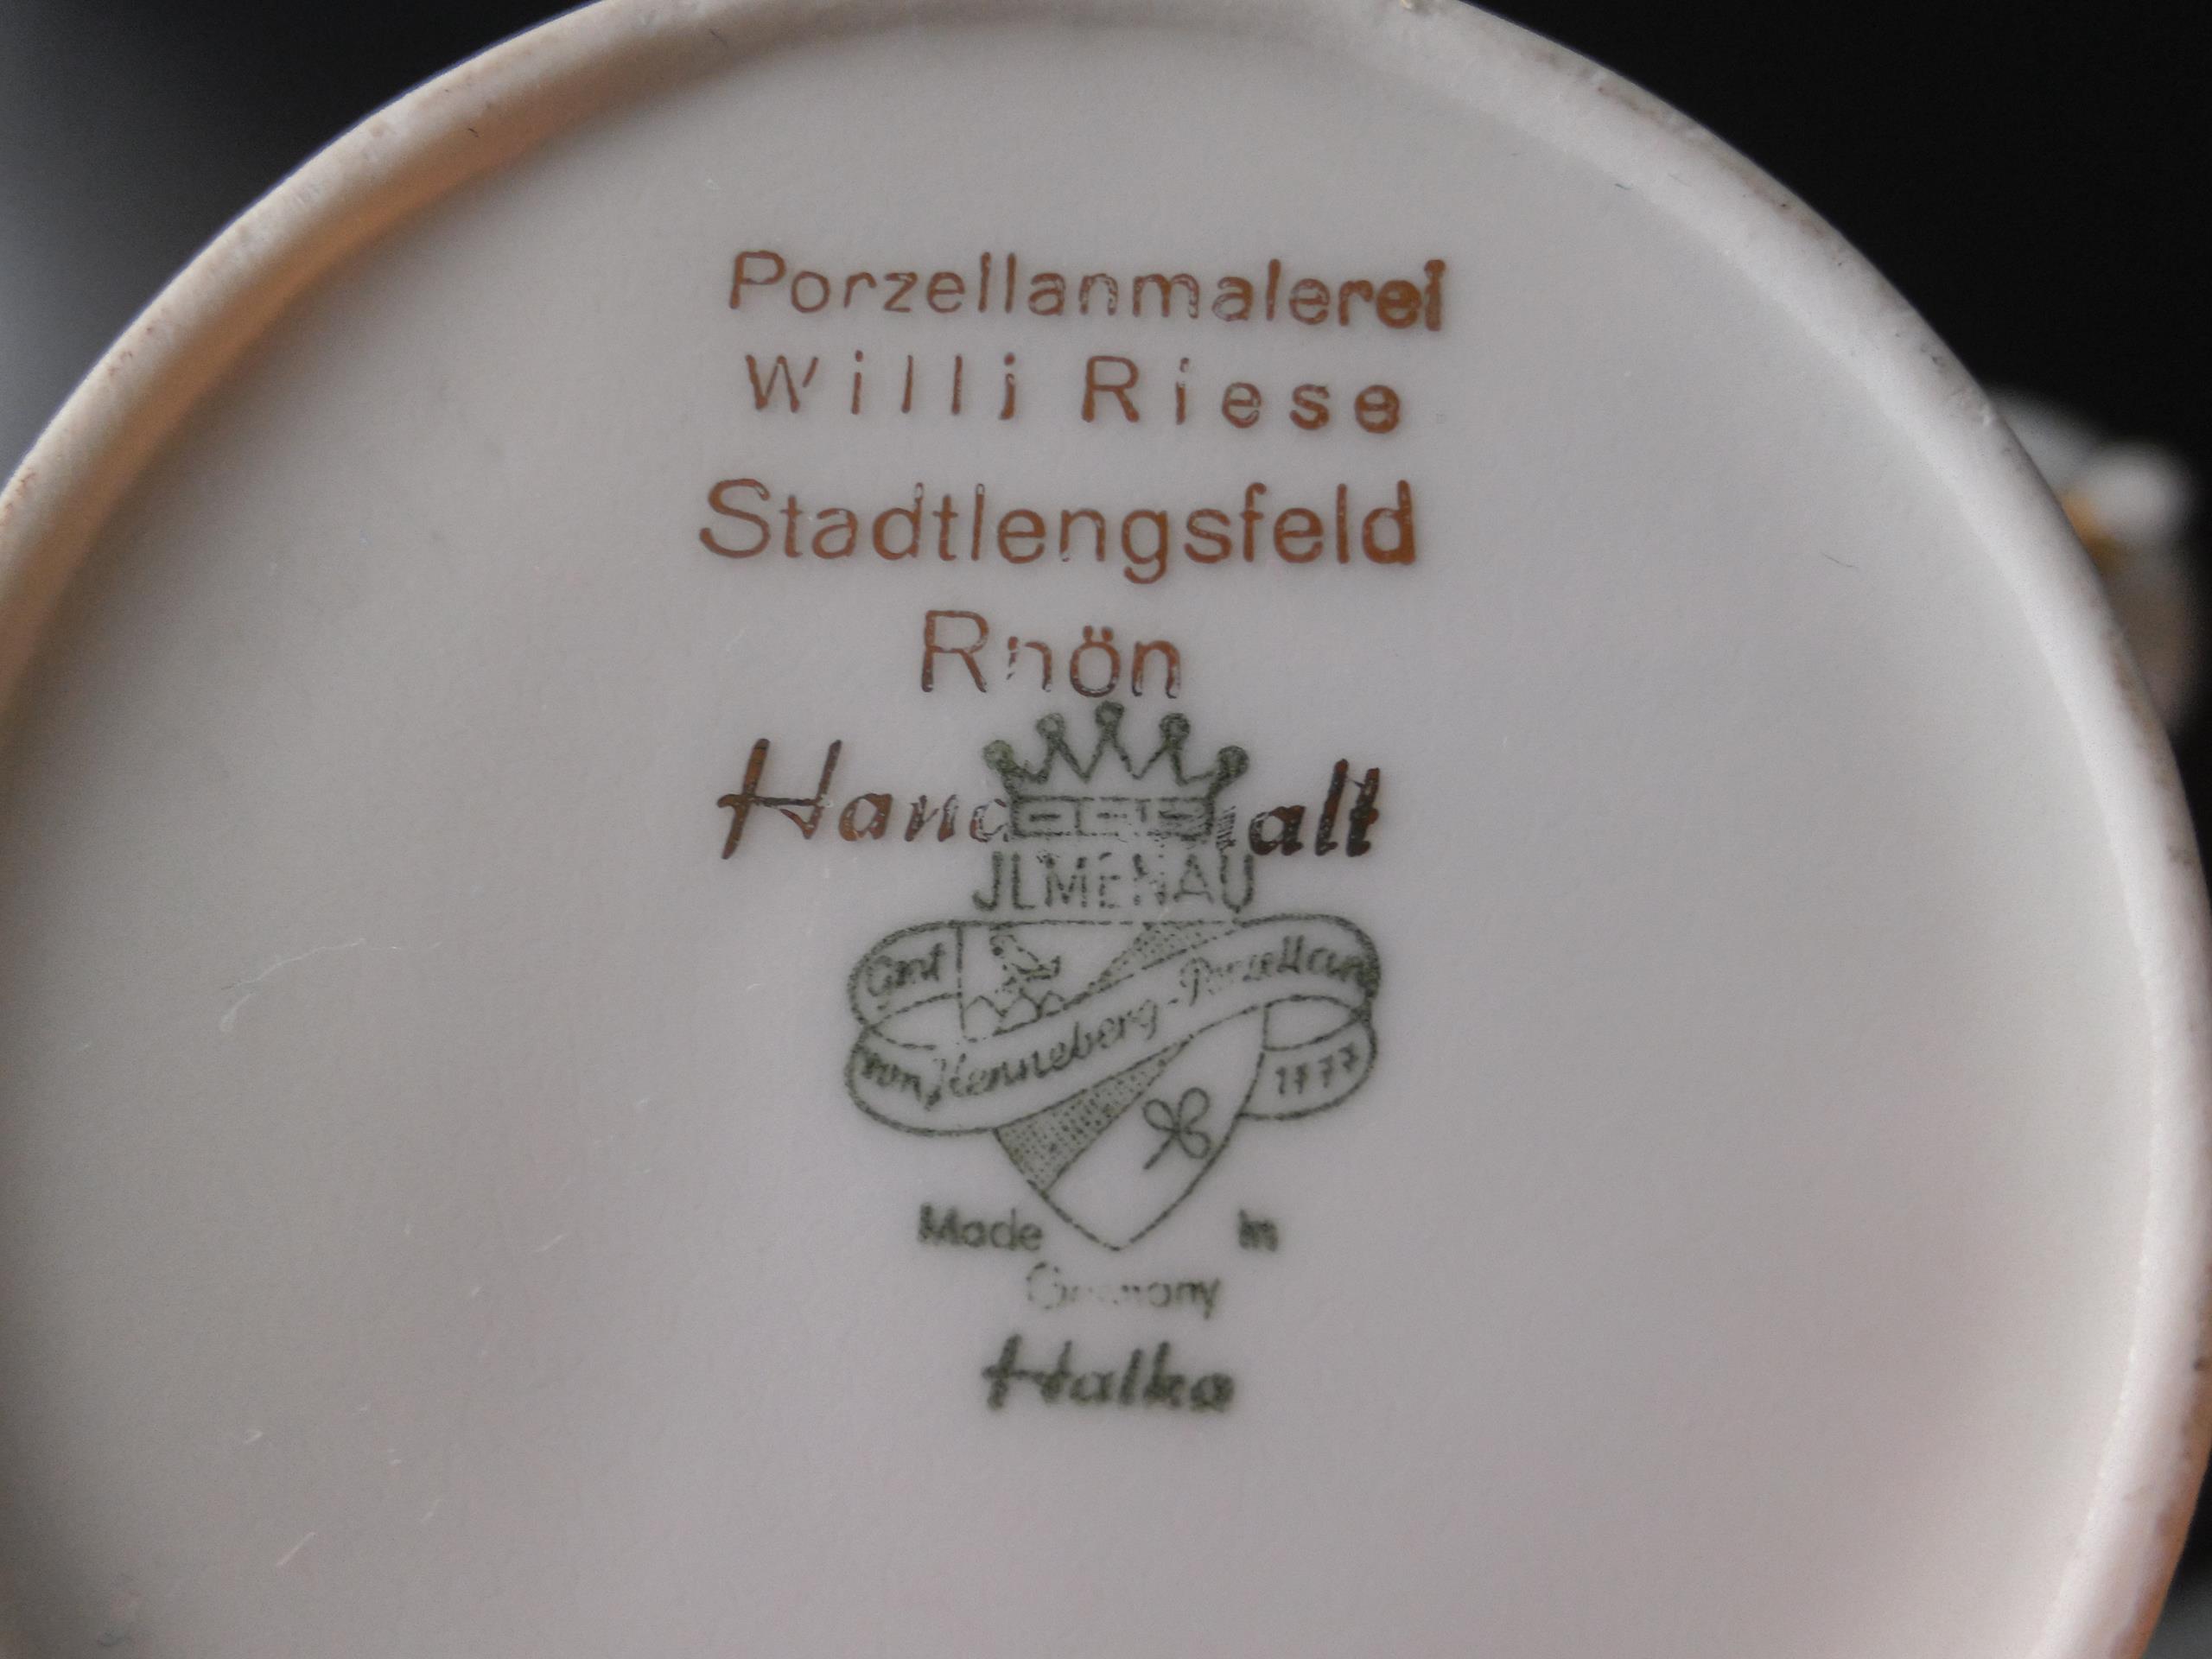 Porzellanmalerei
Willi Riese
Stadtlengsfeld
Rhön
JLMENAU
Graf
von Henneberg-Porzellan
1777
Made in
Germany
Halka